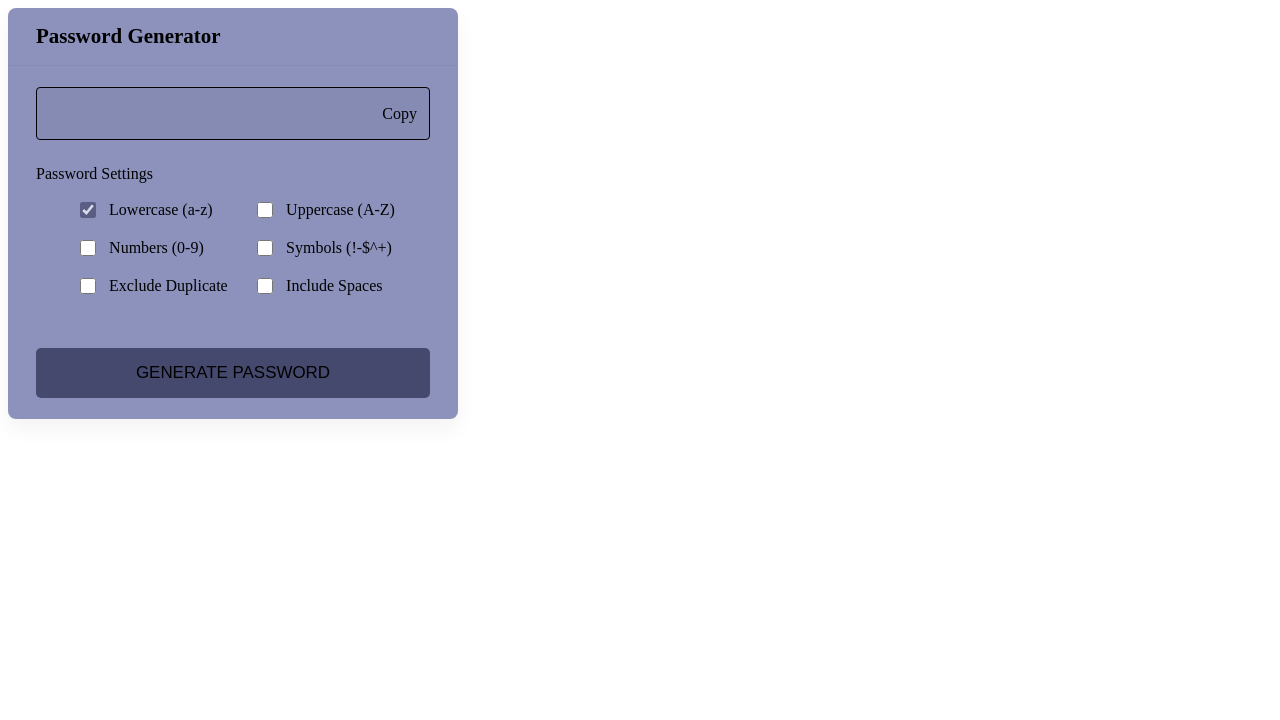 Password Generator
Copy
Password Settings
Lowercase (a-z) Uppercase (A-Z)
Numbers (0-9) Symbols (!-$^+)
Exclude Duplicate Include Spaces
GENERATE PASSWORD